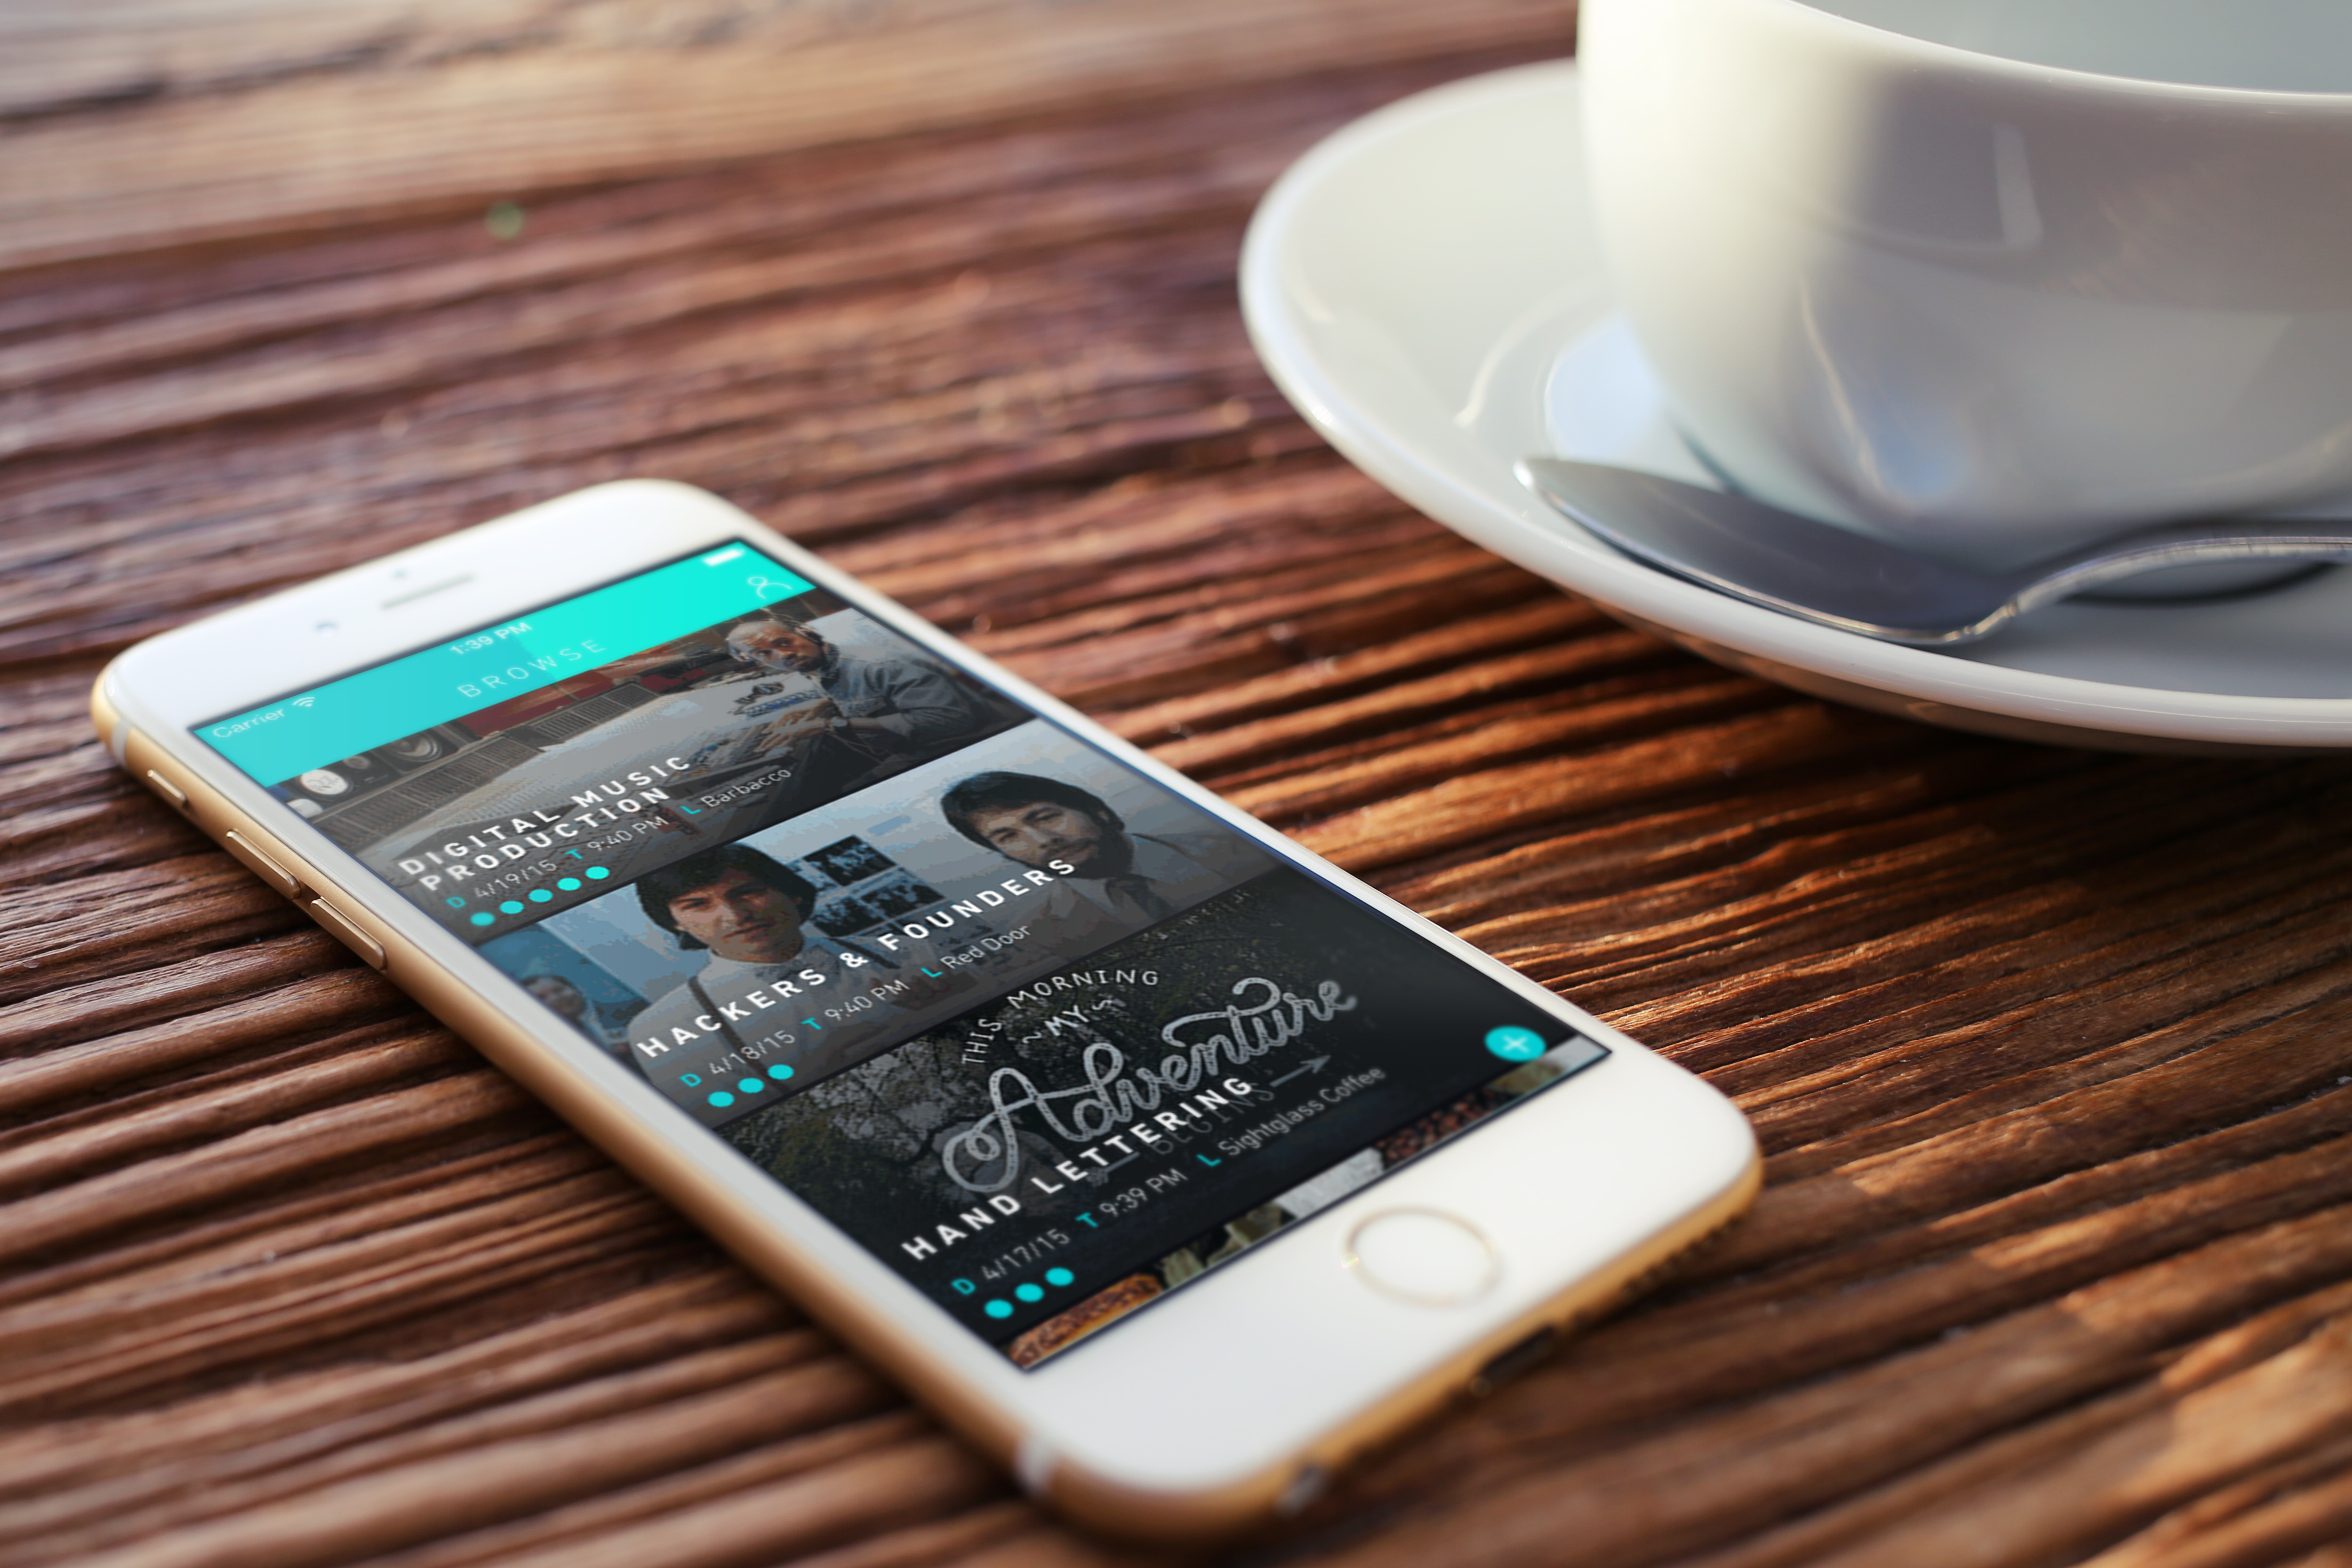 Carrier 1:39 PM
BROWSE
DIGITAL MUSIC
PRODUCTION
D 4/19/15 T 9:40 PM L Barbacco
HACKERS & FOUNDERS
D 4/18/15 T 9:40 PM L Red Door
THIS MORNING
~MY~
Adventure
BEGINS
HAND LETTERING
D 4/17/15 T 9:39 PM L Sightglass Coffee